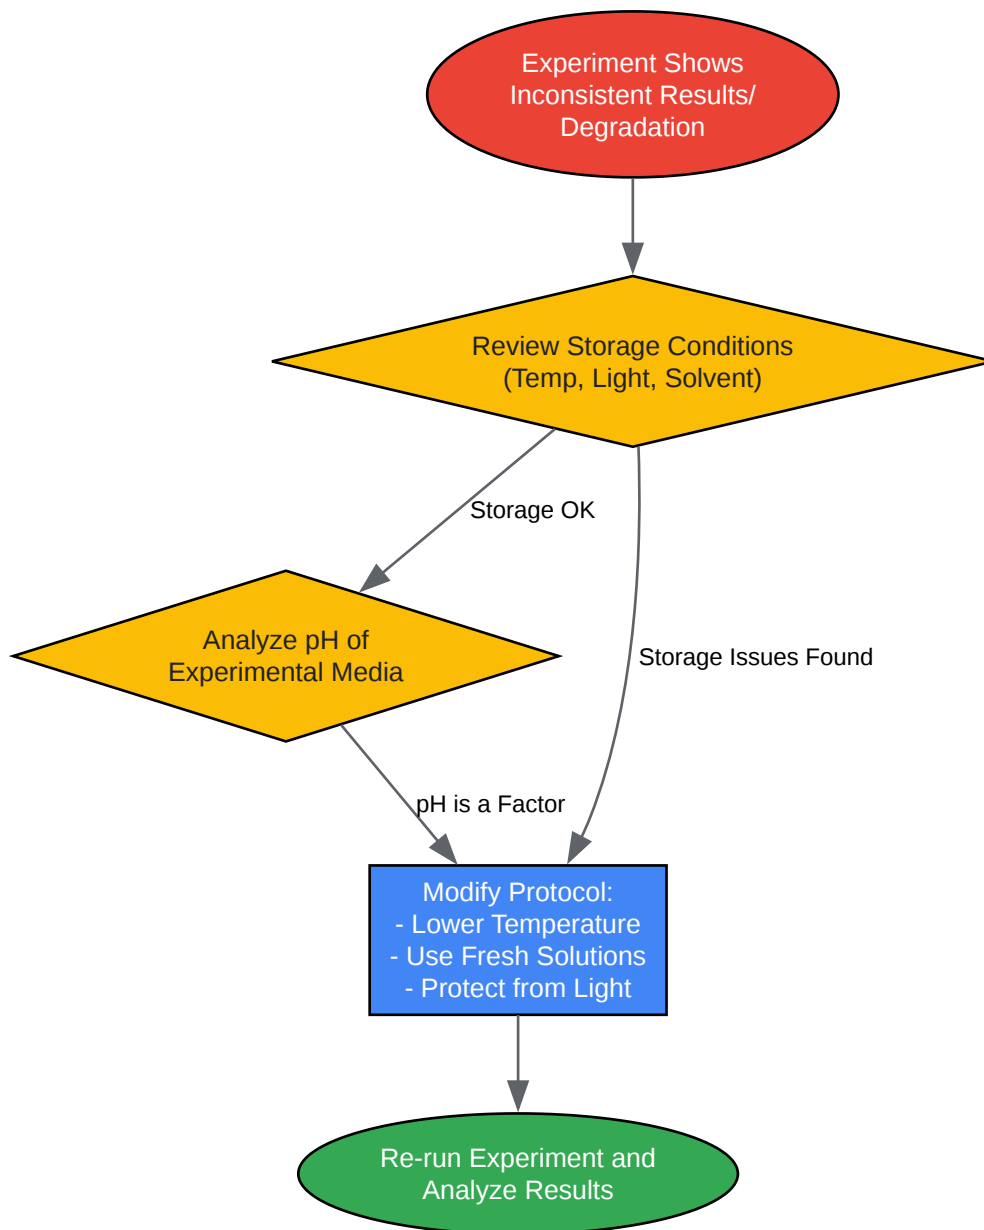 Experiment Shows
Inconsistent Results/
Degradation
Review Storage Conditions
(Temp, Light, Solvent)
Storage OK
Analyze pH of
Experimental Media
Storage Issues Found
pH is a Factor
Modify Protocol:
- Lower Temperature
- Use Fresh Solutions
- Protect from Light
Re-run Experiment and
Analyze Results